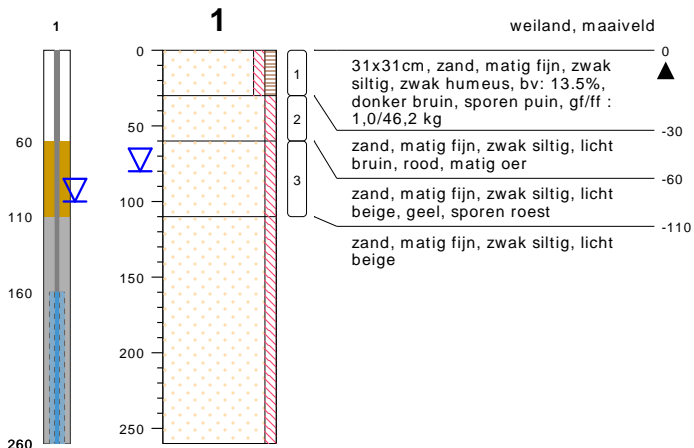 1
60
110
160
260
1
0
50
100
150
200
250
1
2
3
weiland, maaiveld
0
31x31cm, zand, matig fijn, zwak
siltig, zwak humeus, bv: 13.5%,
donker bruin, sporen puin, gf/ff :
1,0/46,2 kg
-30
zand, matig fijn, zwak siltig, licht
bruin, rood, matig oer
-60
zand, matig fijn, zwak siltig, licht
beige, geel, sporen roest
-110
zand, matig fijn, zwak siltig, licht
beige